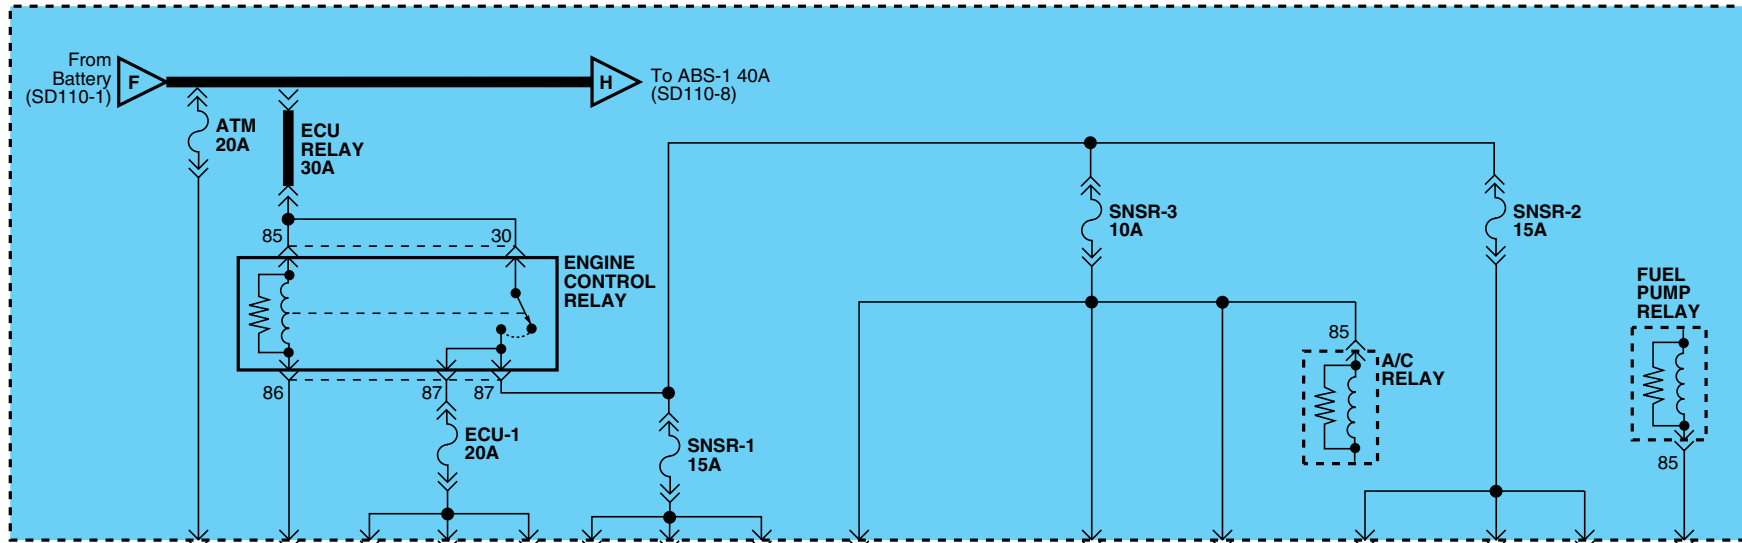 From
Battery
(SD110-1)
F
H
To ABS-1 40A
(SD110-8)
ATM
20A
ECU
RELAY
30A
SNSR-3
10A
SNSR-2
15A
85
30
ENGINE
CONTROL
RELAY
FUEL
PUMP
RELAY
85
A/C
RELAY
86
87
87
ECU-1
20A
SNSR-1
15A
85